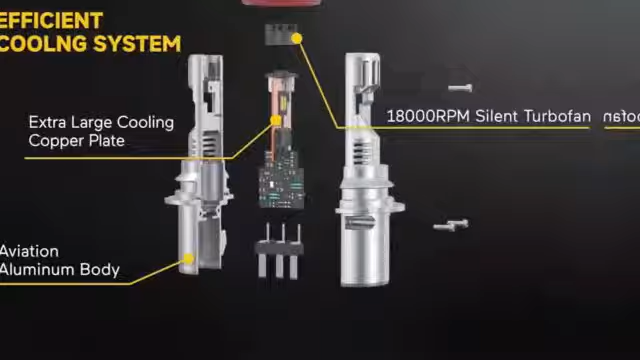 EFFICIENT
COOLNG SYSTEM
Extra Large Cooling
Copper Plate
18000RPM Silent Turbofan
Aviation
Aluminum Body